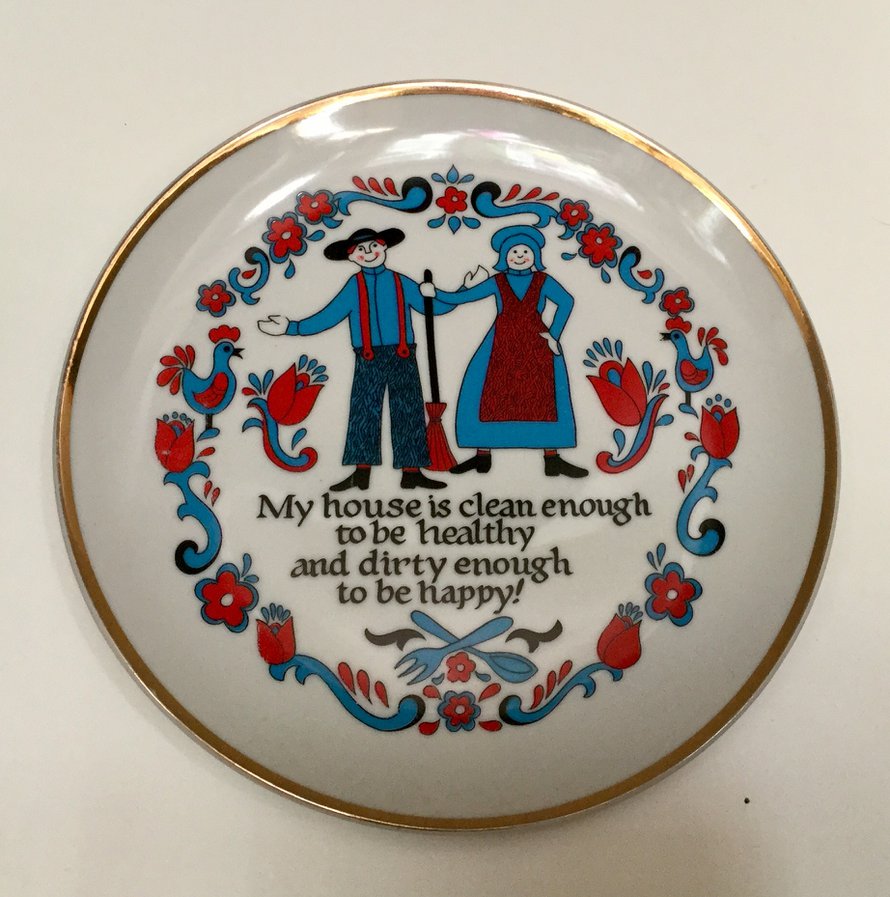 My house is clean enough
to be healthy
and dirty enough
to be happy!